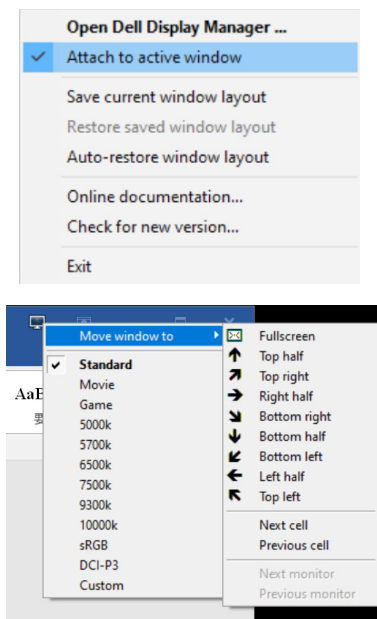 Open Dell Display Manager ...
Attach to active window
Save current window layout
Restore saved window layout
Auto-restore window layout
Online documentation...
Check for new version...
Exit
Move window to
Standard
Movie
Game
5000k
5700k
6500k
7500k
9300k
10000k
sRGB
DCI-P3
Custom
Fullscreen
Top half
Top right
Right half
Bottom right
Bottom half
Bottom left
Left half
Top left
Next cell
Previous cell
Next monitor
Previous monitor
AaB
要